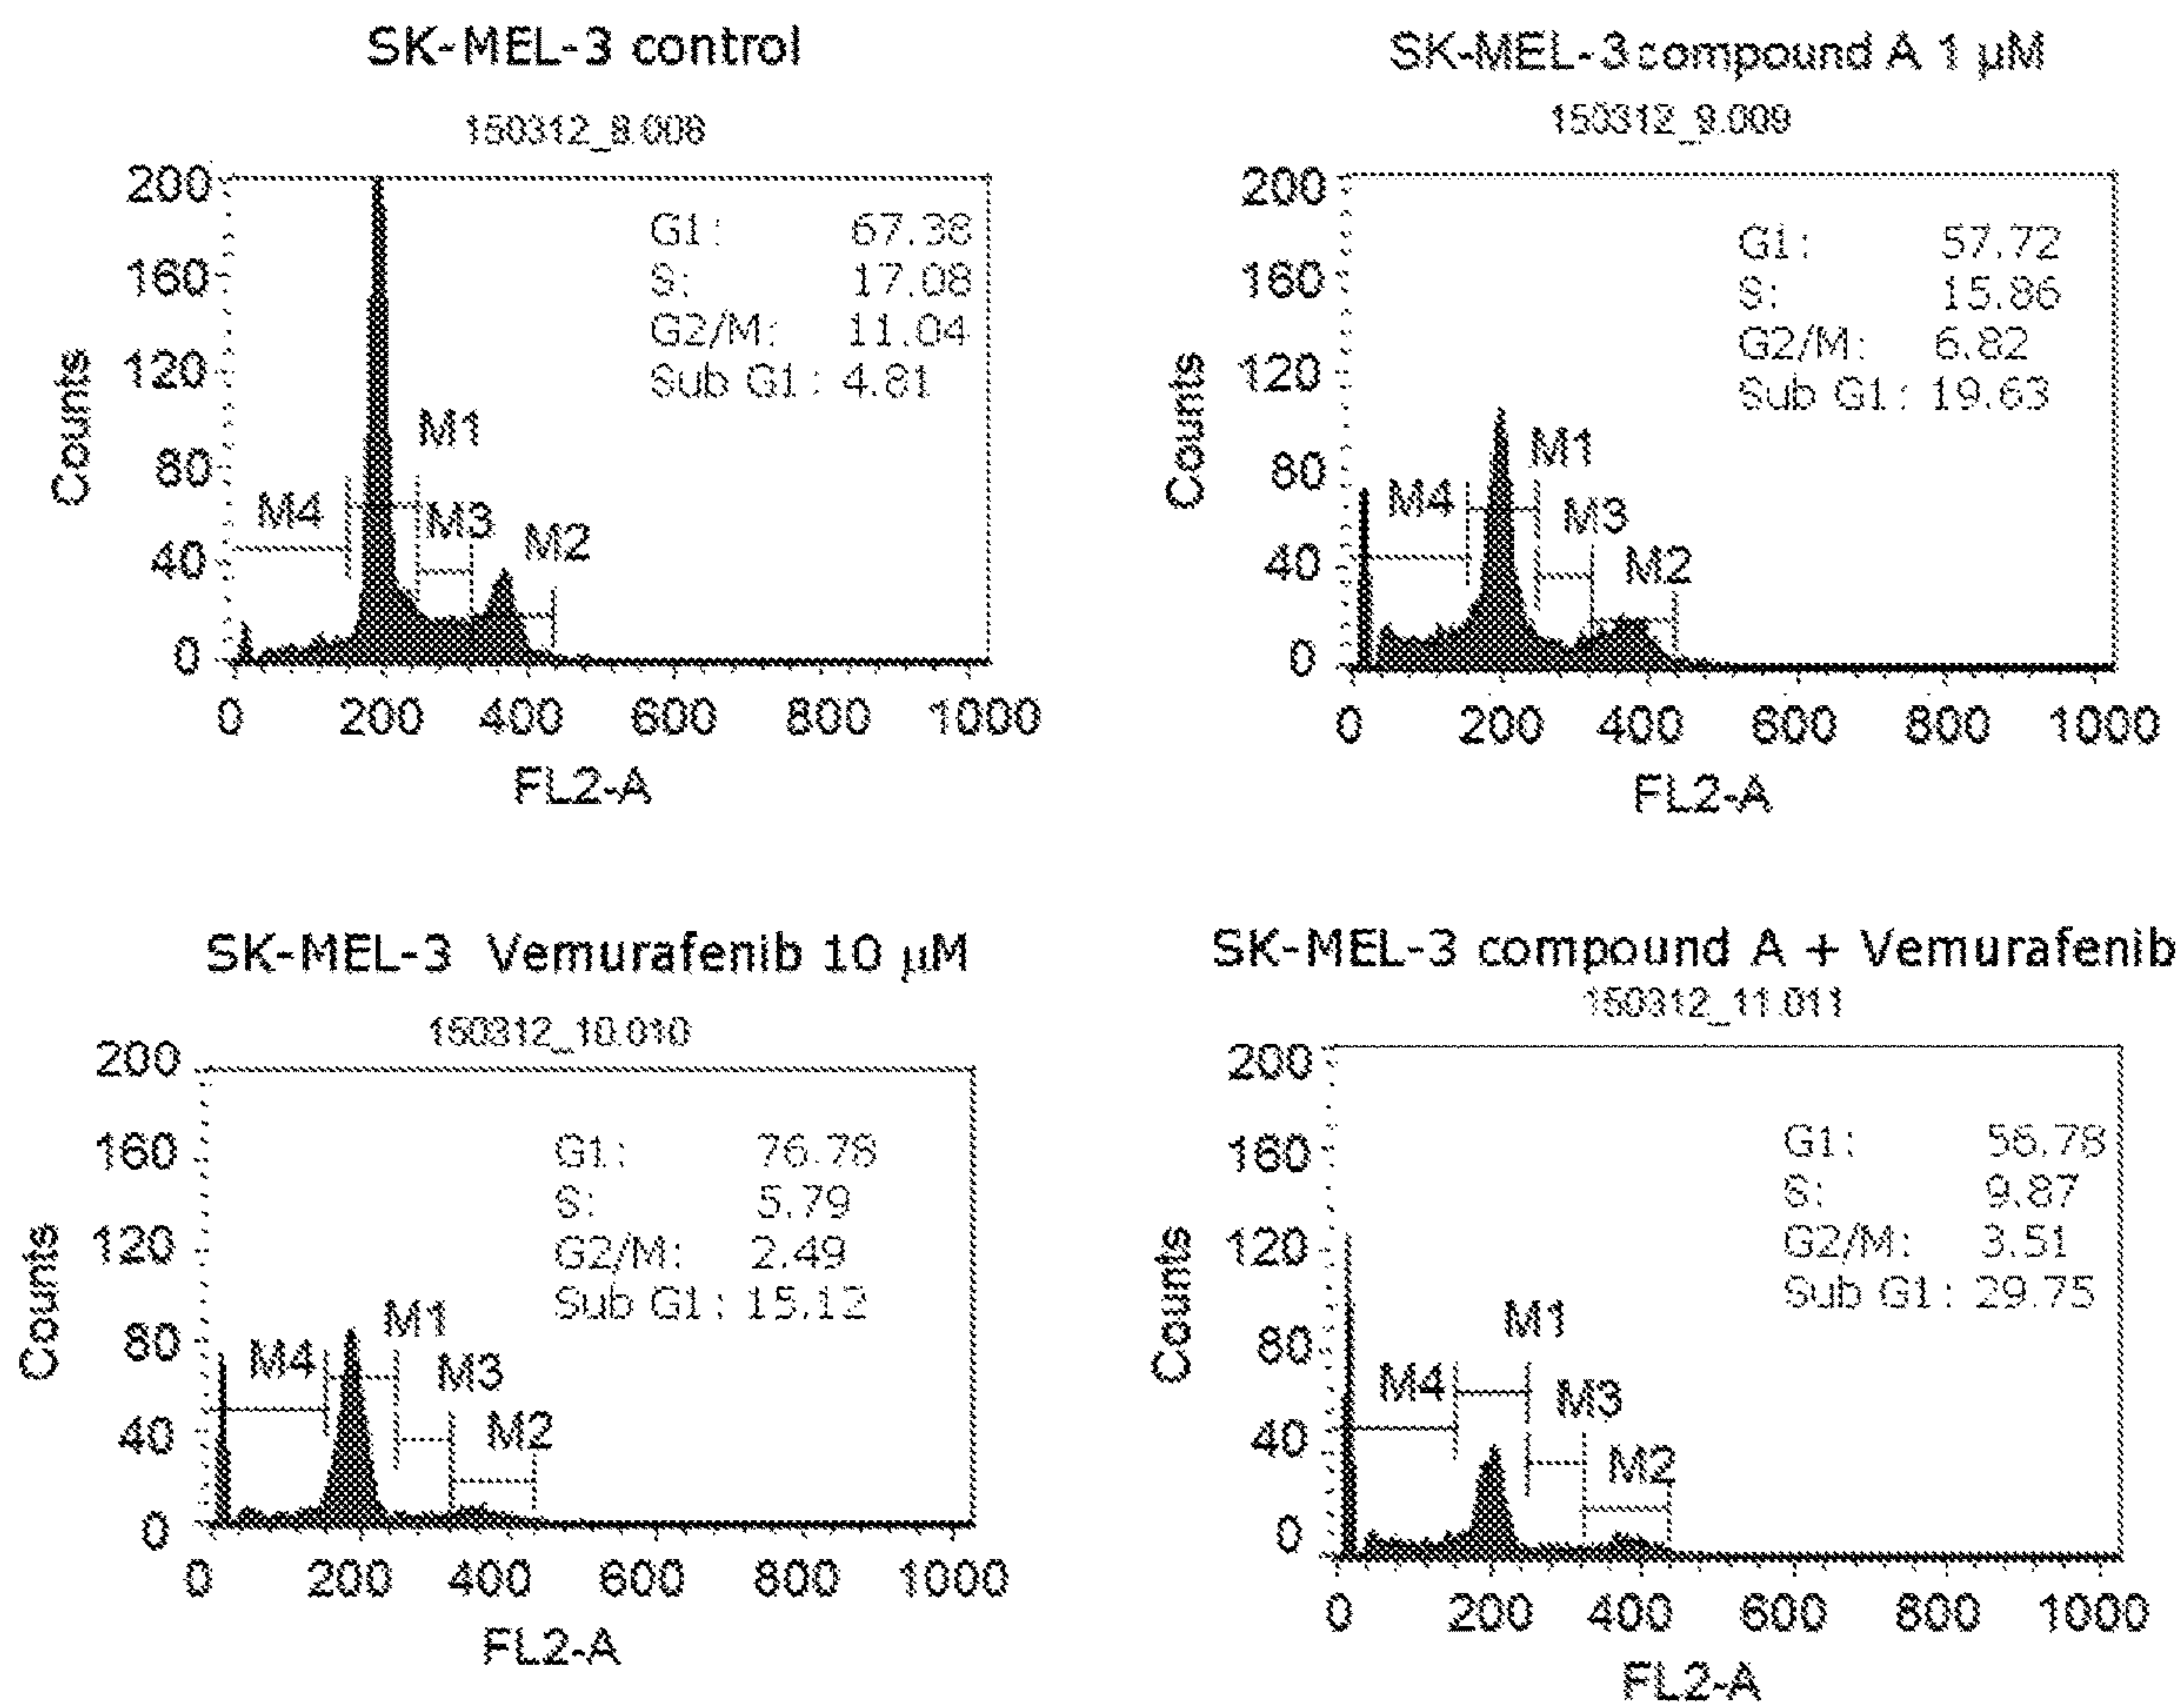 SK-MEL-3 control
150312_8.008
Counts
200
160
120
80
40
0
G1: 67.38
S: 17.08
G2/M: 11.04
Sub G1: 4.81
M1
M4
M3
M2
0 200 400 600 800 1000
FL2-A
SK-MEL-3 compound A 1 µM
150312_9.009
Counts
200
160
120
80
40
0
G1: 57.72
S: 15.86
G2/M: 6.82
Sub G1: 19.63
M1
M4
M3
M2
0 200 400 600 800 1000
FL2-A
SK-MEL-3 Vemurafenib 10 µM
150312_10.010
Counts
200
160
120
80
40
0
G1: 76.78
S: 5.79
G2/M: 2.49
Sub G1: 15.12
M1
M4
M3
M2
0 200 400 600 800 1000
FL2-A
SK-MEL-3 compound A + Vemurafenib
150312_11.011
Counts
200
160
120
80
40
0
G1: 56.78
S: 9.87
G2/M: 3.51
Sub G1: 29.75
M1
M4
M3
M2
0 200 400 600 800 1000
FL2-A